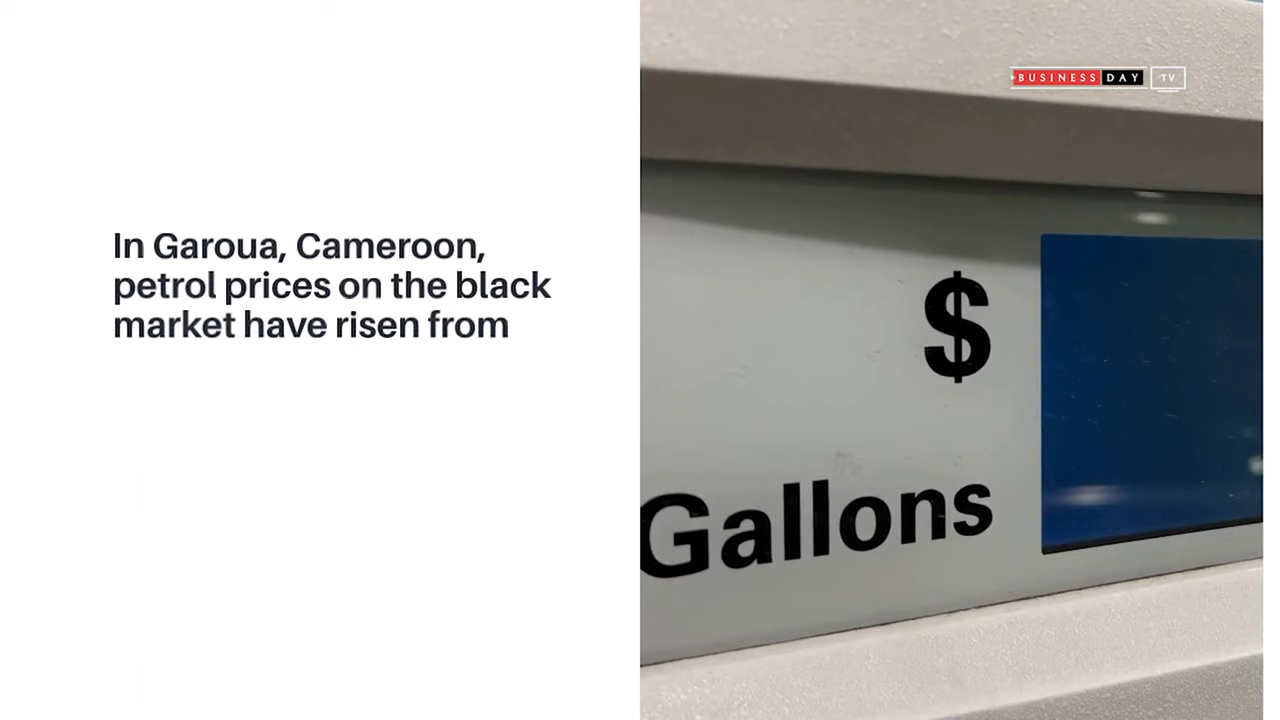 In Garoua, Cameroon,
petrol prices on the black
market have risen from
BUSINESS DAY TV
$
Gallons